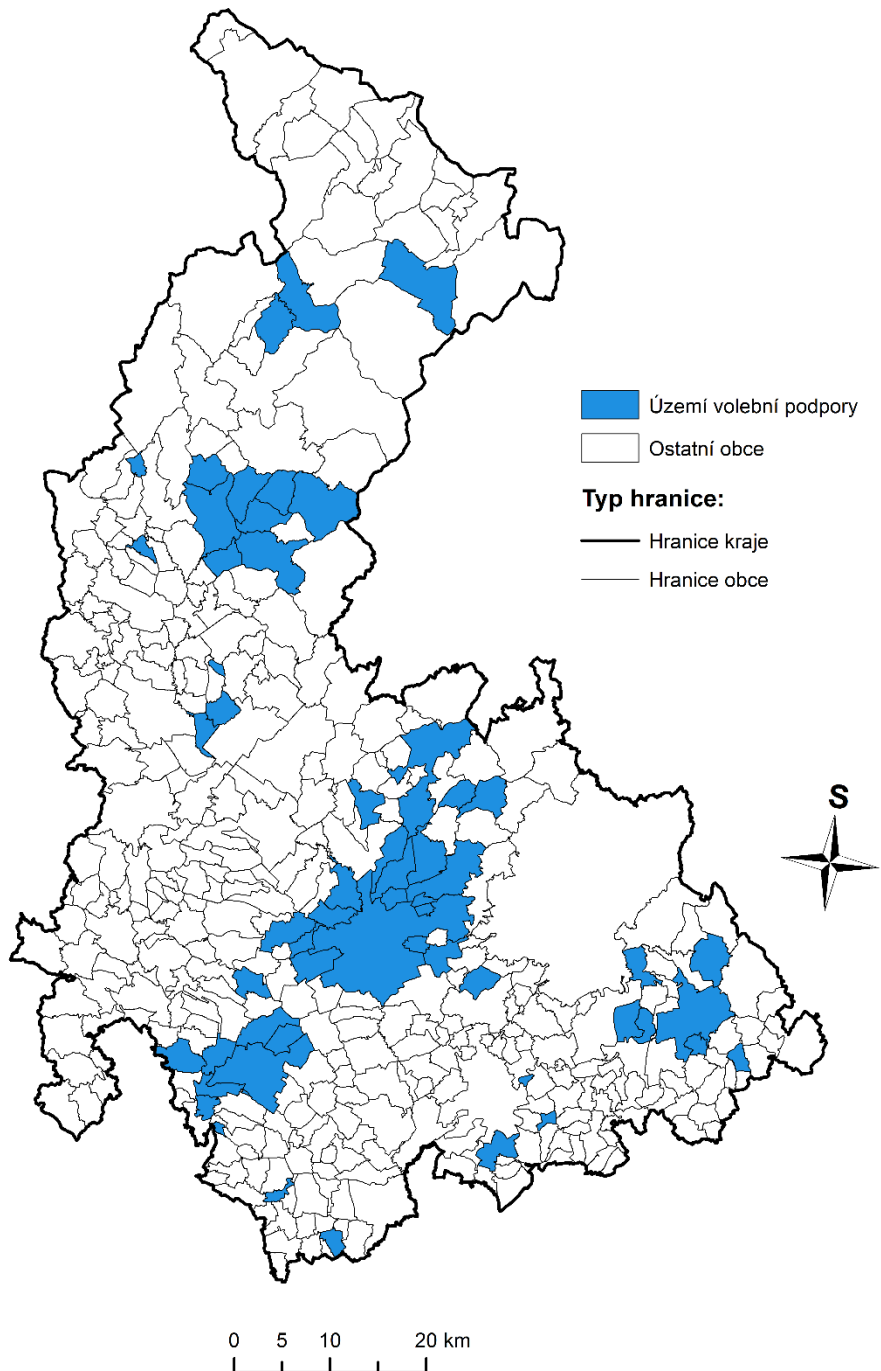 Území volební podpory
Ostatní obce
Typ hranice:
Hranice kraje
Hranice obce
S
0 5 10 20 km